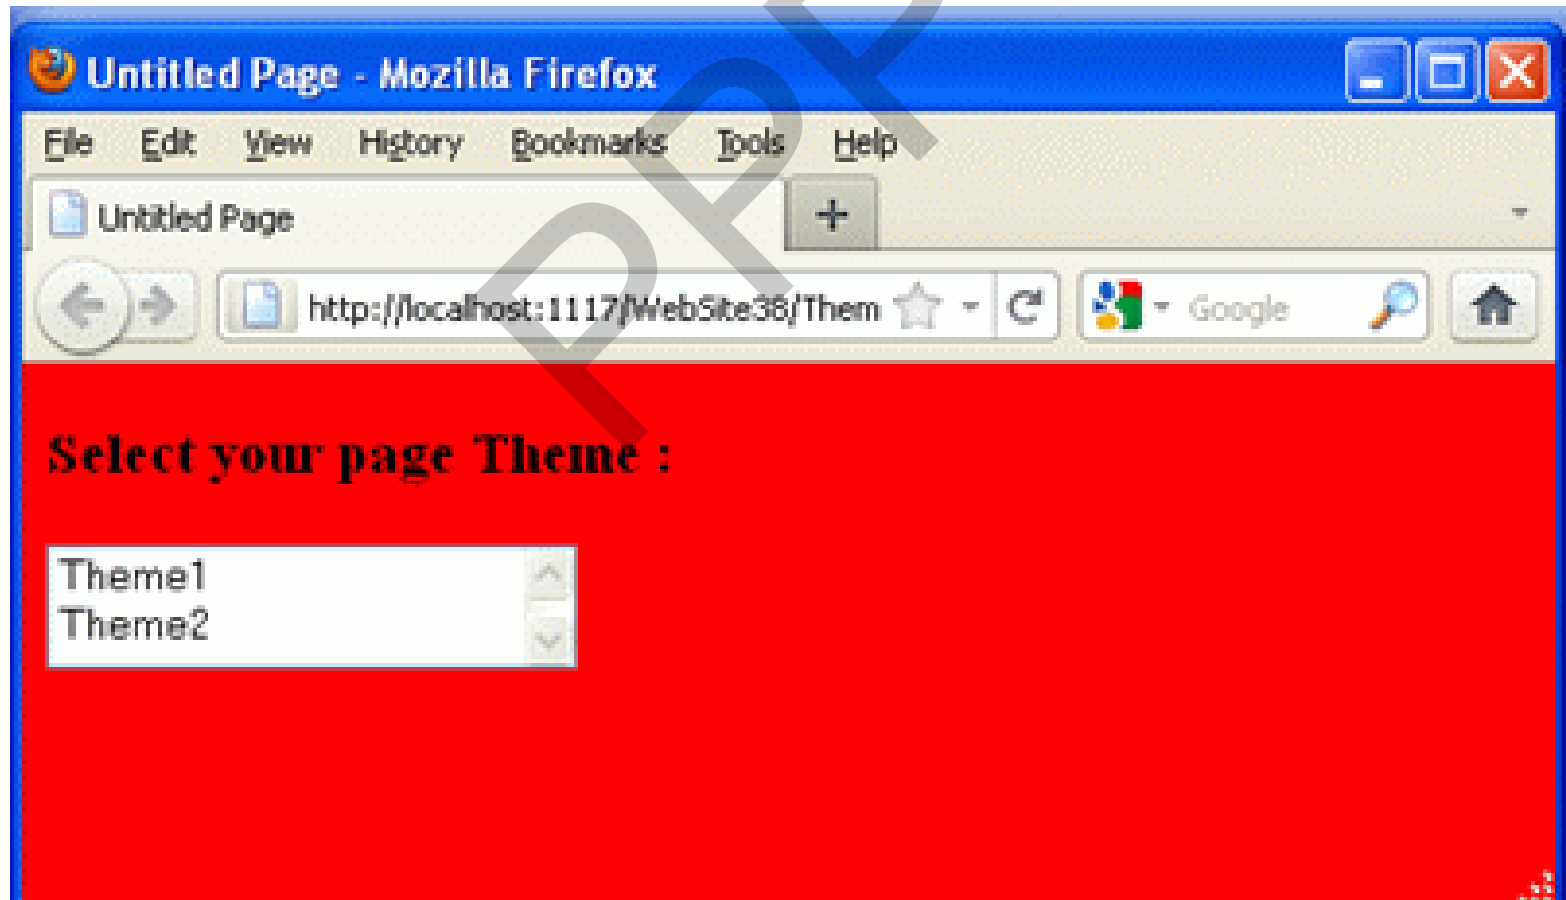 Untitled Page - Mozilla Firefox
File Edit View History Bookmarks Tools Help
Untitled Page
http://localhost:1117/WebSite38/Them
Google
Select your page Theme :
Theme1
Theme2
PPP